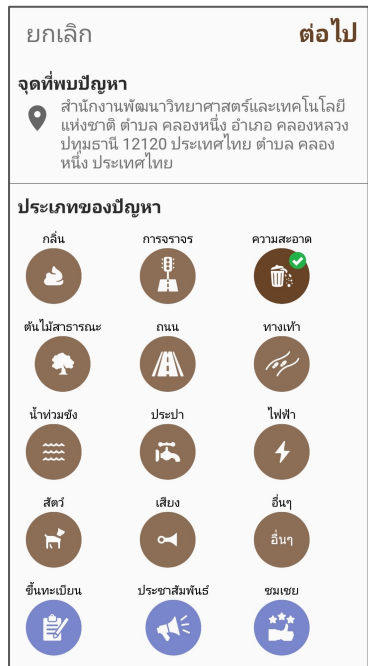 ยกเลิก ต่อไป
จุดที่พบปัญหา
สำนักงานพัฒนาวิทยาศาสตร์และเทคโนโลยี
แห่งชาติ ตำบล คลองหนึ่ง อำเภอ คลองหลวง
ปทุมธานี 12120 ประเทศไทย ตำบล คลอง
หนึ่ง ประเทศไทย
ประเภทของปัญหา
กลิ่น การจราจร ความสะอาด
ต้นไม้สาธารณะ ถนน ทางเท้า
น้ำท่วมขัง ประปา ไฟฟ้า
สัตว์ เสียง อื่นๆ
อื่นๆ
ขึ้นทะเบียน ประชาสัมพันธ์ ชมเชย